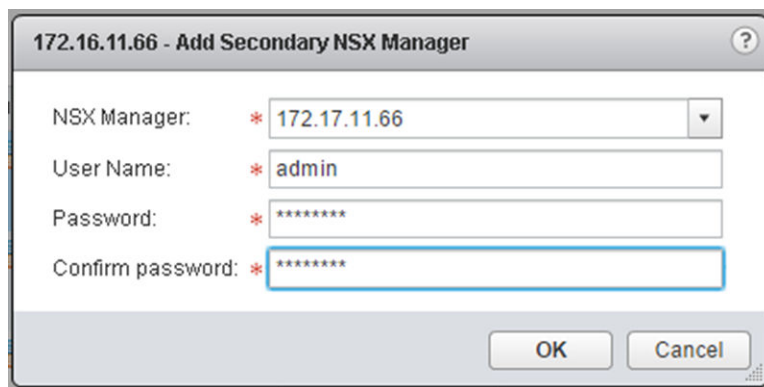 172.16.11.66 - Add Secondary NSX Manager ?
NSX Manager: * 172.17.11.66
User Name: * admin
Password: * ********
Confirm password: * ********
OK Cancel